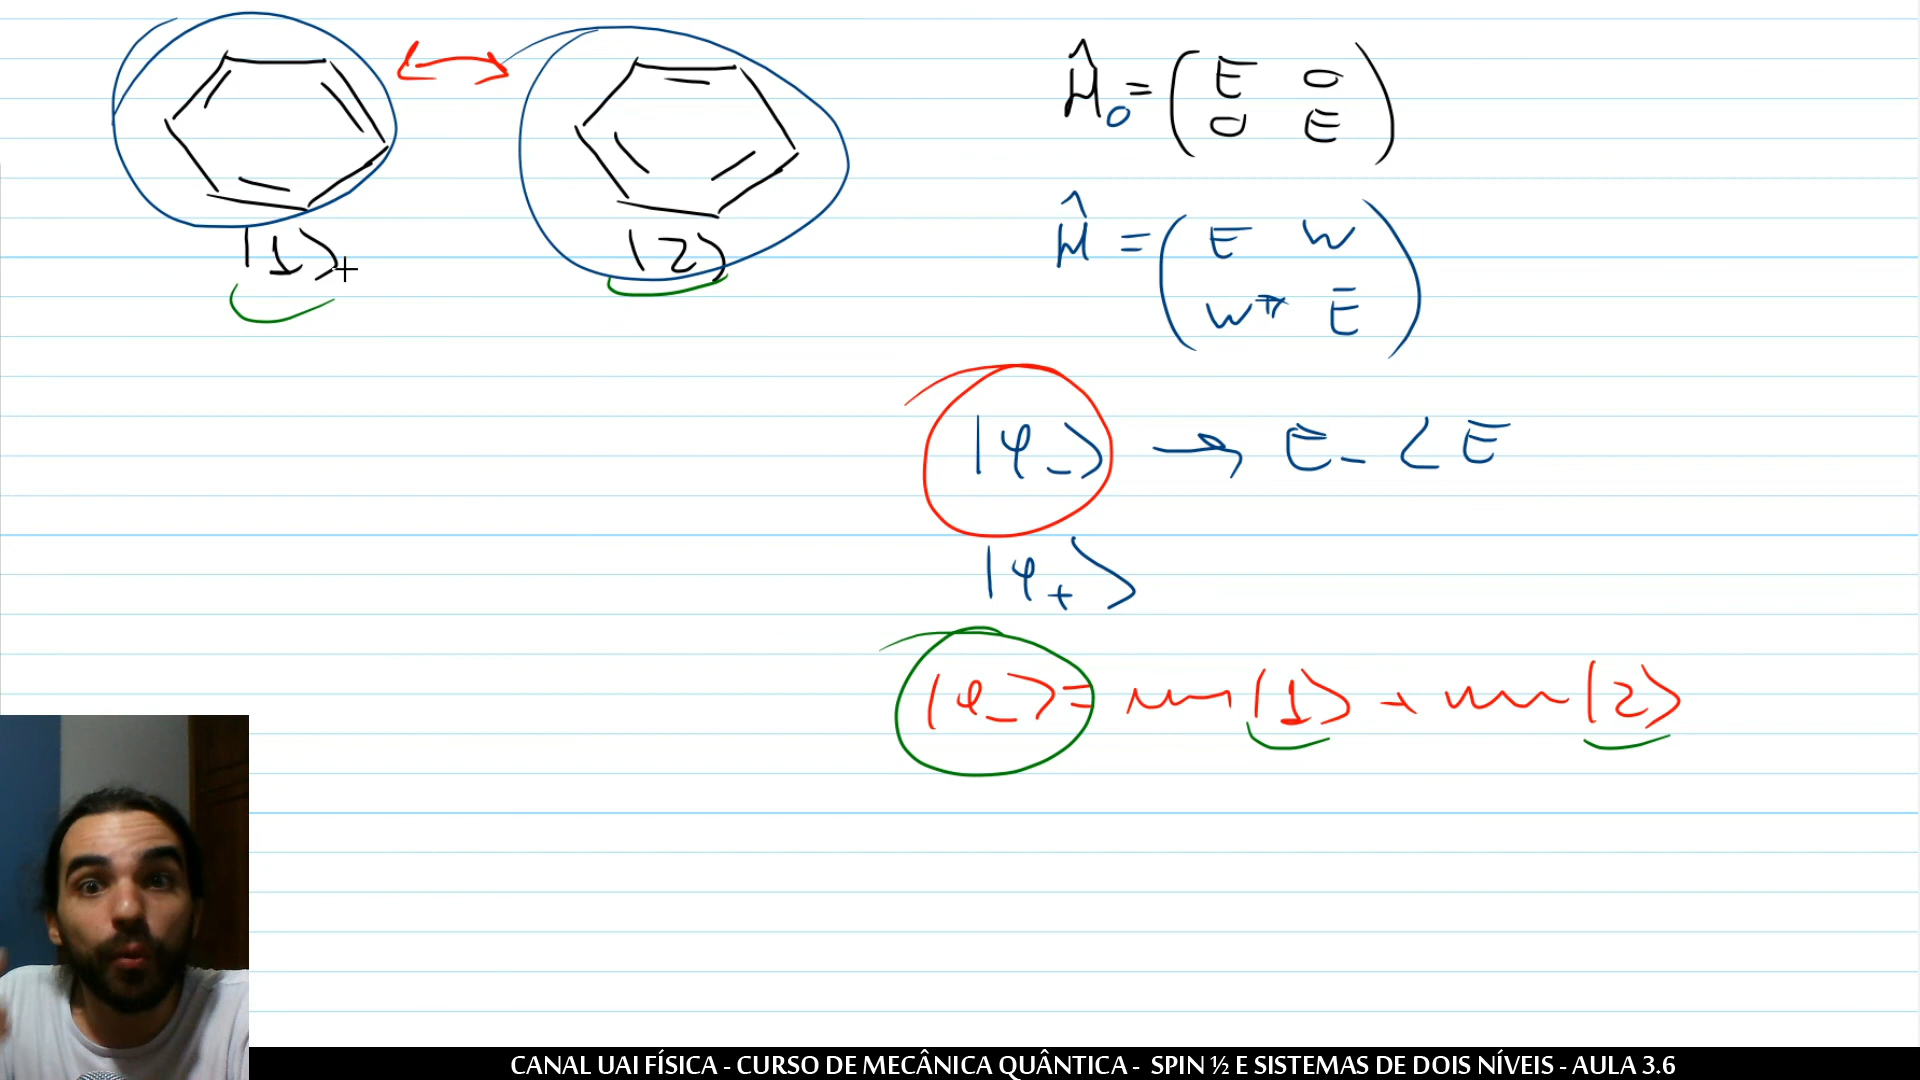 |1⟩ |2⟩
Ĥ₀ = ( E 0
0 E )
Ĥ = ( E W
W* E )
|φ₋⟩ → E₋ < E
|φ₊⟩
|φ₋⟩ = |1⟩ + |2⟩
CANAL UAI FÍSICA - CURSO DE MECÂNICA QUÂNTICA - SPIN ½ E SISTEMAS DE DOIS NÍVEIS - AULA 3.6